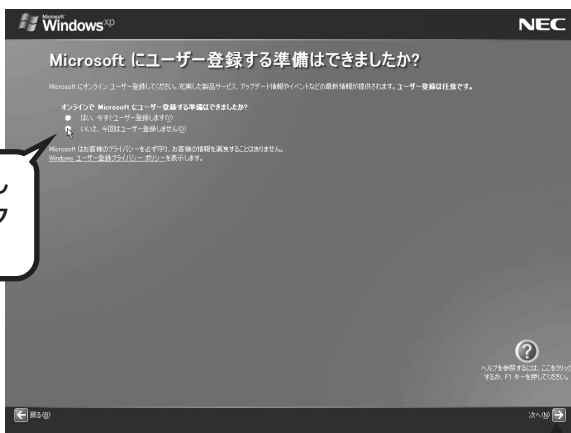 Microsoft
Windows xp
NEC
Microsoft にユーザー登録する準備はできましたか?
Microsoft にオンライン ユーザー登録してください。充実した製品サービス、アップデート情報やイベントなどの最新情報が提供されます。ユーザー登録は任意です。
オンラインで Microsoft にユーザー登録する準備はできましたか?
はい、今すぐユーザー登録します(Y)
いいえ、今回はユーザー登録しません(O)
Microsoft はお客様のプライバシーを必ず守り、お客様の情報を漏洩することはありません。
Windows ユーザー登録プライバシー ポリシーを表示します。
ヘルプを参照するには、ここをクリック
するか、F1 キーを押してください。
戻る(B)
次へ(N)